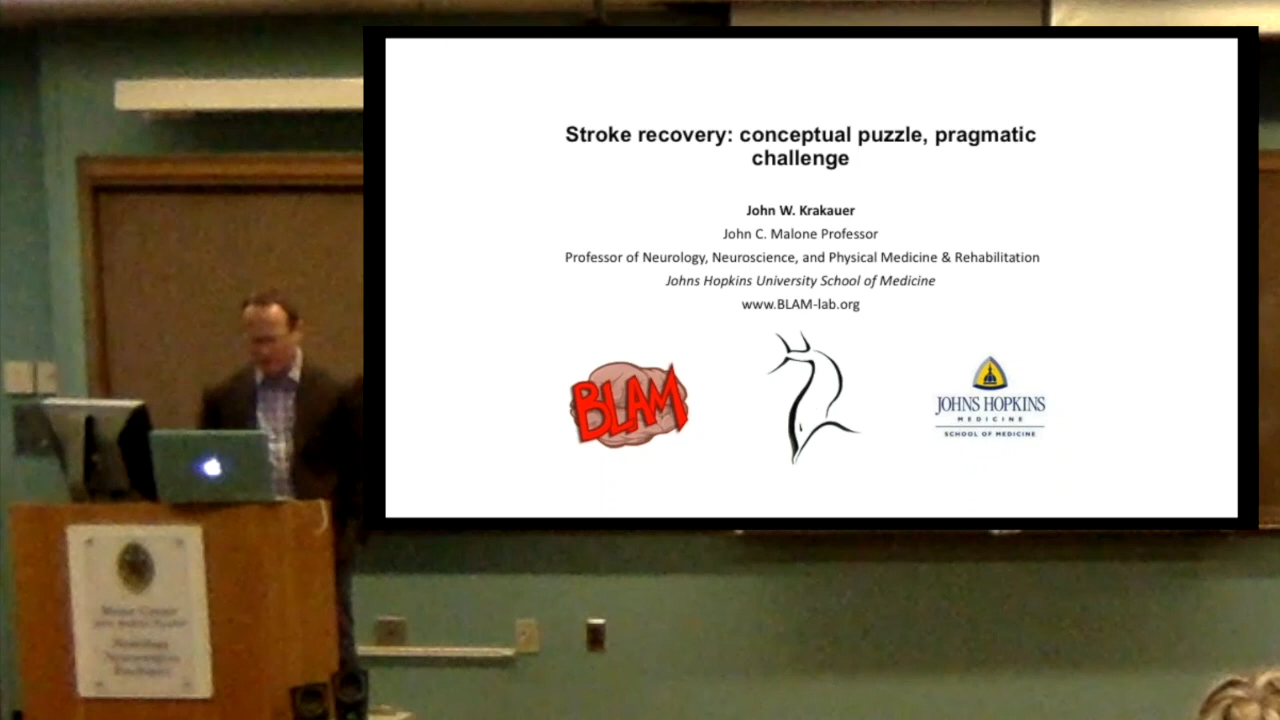 Stroke recovery: conceptual puzzle, pragmatic
challenge
John W. Krakauer
John C. Malone Professor
Professor of Neurology, Neuroscience, and Physical Medicine & Rehabilitation
Johns Hopkins University School of Medicine
www.BLAM-lab.org
BLAM
JOHNS HOPKINS
MEDICINE
SCHOOL OF MEDICINE